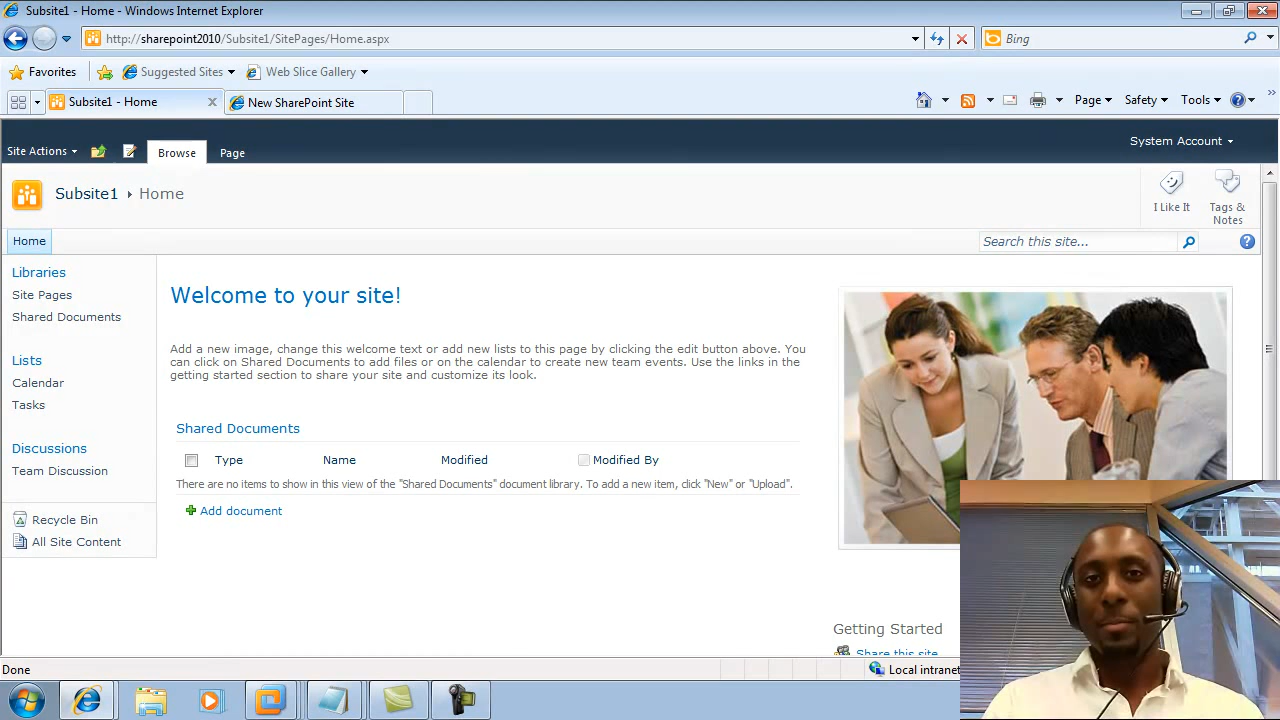 Subsite1 - Home - Windows Internet Explorer
http://sharepoint2010/Subsite1/SitePages/Home.aspx
Bing
Favorites
Suggested Sites
Web Slice Gallery
Subsite1 - Home
New SharePoint Site
Page
Safety
Tools
Site Actions
Browse
Page
System Account
Subsite1
Home
I Like It
Tags &
Notes
Home
Search this site...
Libraries
Site Pages
Shared Documents
Lists
Calendar
Tasks
Discussions
Team Discussion
Recycle Bin
All Site Content
Welcome to your site!
Add a new image, change this welcome text or add new lists to this page by clicking the edit button above. You
can click on Shared Documents to add files or on the calendar to create new team events. Use the links in the
getting started section to share your site and customize its look.
Shared Documents
Type Name Modified Modified By
There are no items to show in this view of the "Shared Documents" document library. To add a new item, click "New" or "Upload".
Add document
Getting Started
Share this site
Done
Local intranet